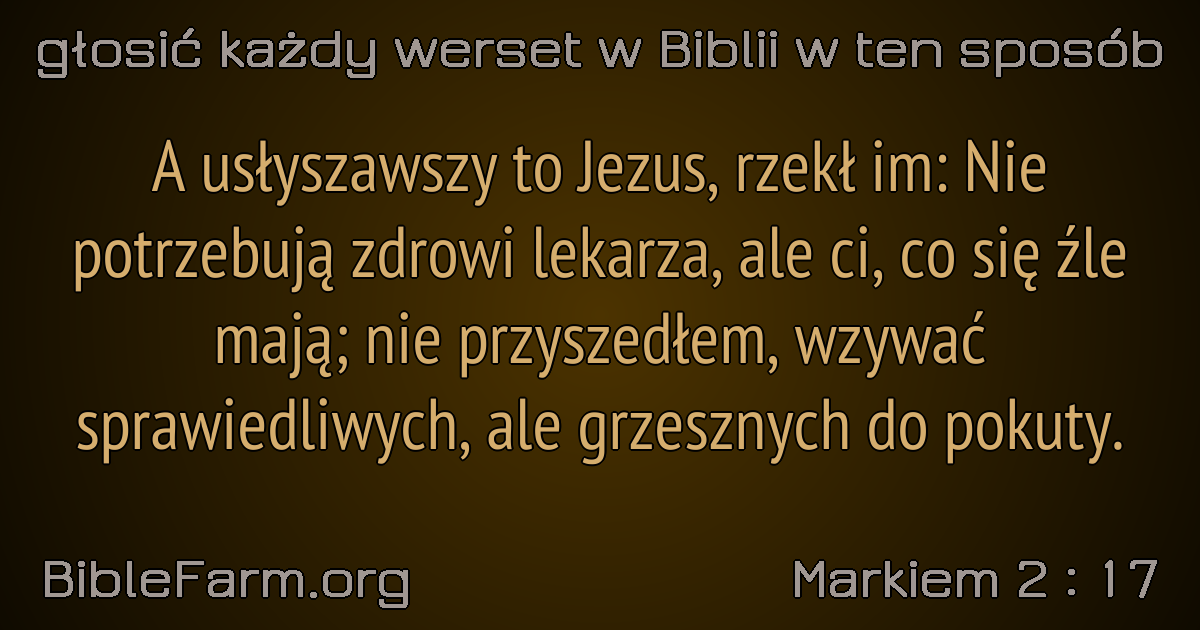 głosić każdy werset w Biblii w ten sposób
A usłyszawszy to Jezus, rzekł im: Nie
potrzebują zdrowi lekarza, ale ci, co się źle
mają; nie przyszedłem, wzywać
sprawiedliwych, ale grzesznych do pokuty.
BibleFarm.org
Markiem 2 : 17